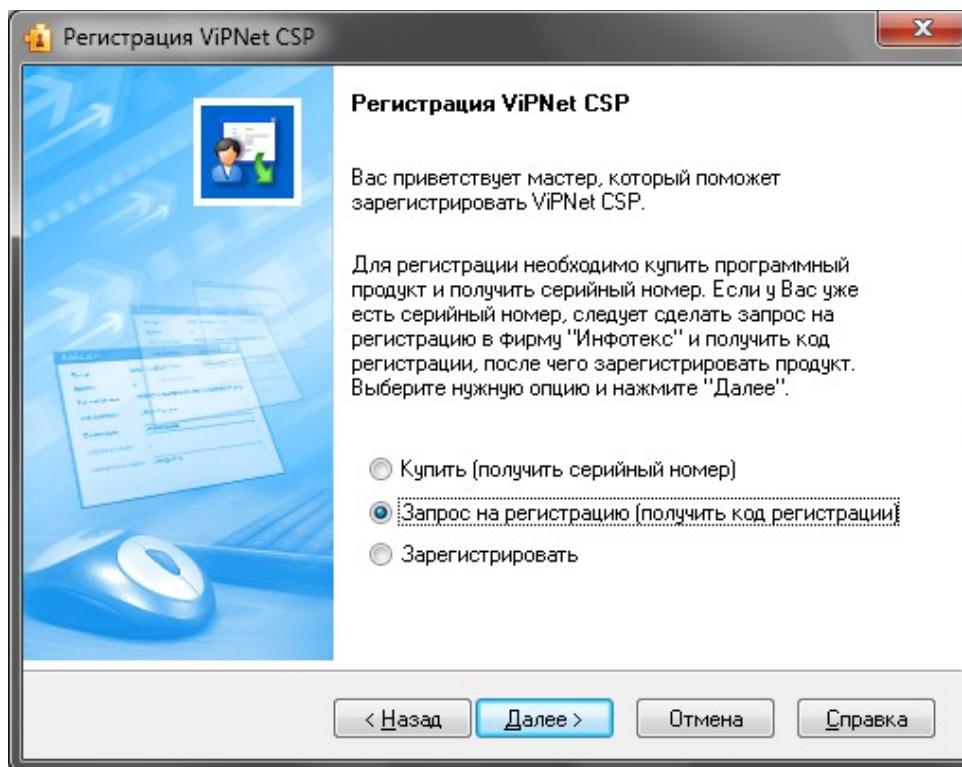 Регистрация ViPNet CSP
Регистрация ViPNet CSP
Вас приветствует мастер, который поможет
зарегистрировать ViPNet CSP.
Для регистрации необходимо купить программный
продукт и получить серийный номер. Если у Вас уже
есть серийный номер, следует сделать запрос на
регистрацию в фирму "Инфотекс" и получить код
регистрации, после чего зарегистрировать продукт.
Выберите нужную опцию и нажмите "Далее".
Купить (получить серийный номер)
Запрос на регистрацию (получить код регистрации)
Зарегистрировать
< Назад
Далее >
Отмена
Справка